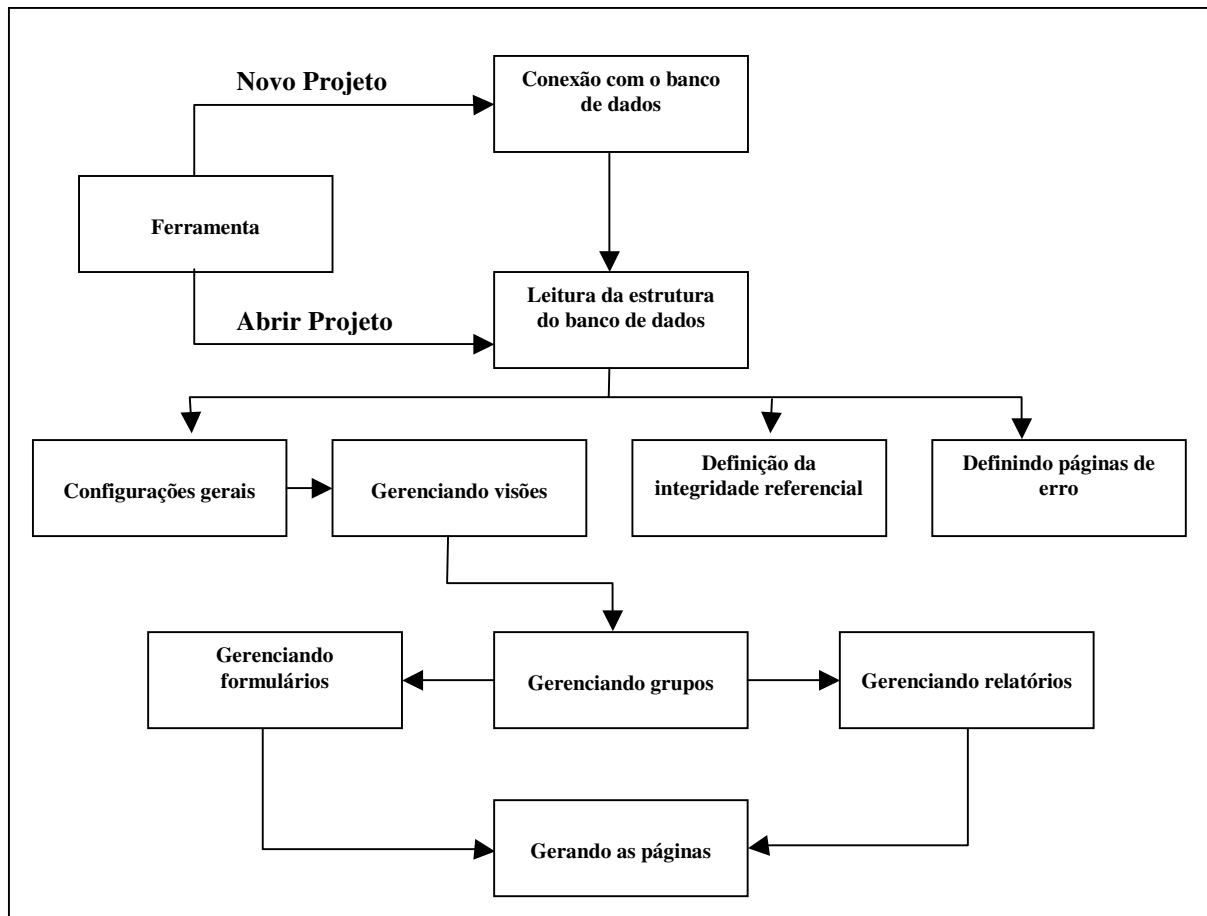 Novo Projeto
Conexão com o banco
de dados
Ferramenta
Abrir Projeto
Leitura da estrutura
do banco de dados
Configurações gerais
Gerenciando visões
Definição da
integridade referencial
Definindo páginas de
erro
Gerenciando
formulários
Gerenciando grupos
Gerenciando relatórios
Gerando as páginas